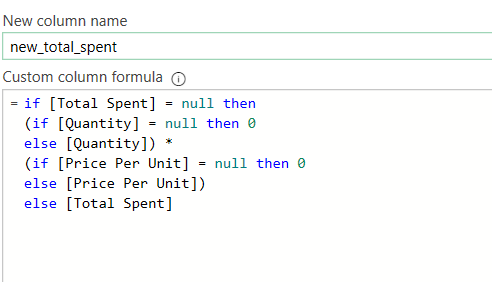 New column name
new_total_spent
Custom column formula
= if [Total Spent] = null then
(if [Quantity] = null then 0
else [Quantity]) *
(if [Price Per Unit] = null then 0
else [Price Per Unit])
else [Total Spent]